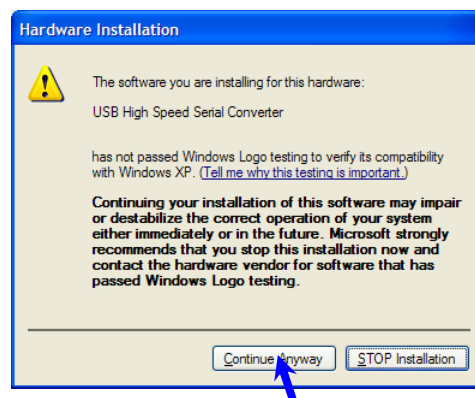 Hardware Installation
The software you are installing for this hardware:
USB High Speed Serial Converter
has not passed Windows Logo testing to verify its compatibility
with Windows XP. (Tell me why this testing is important.)
Continuing your installation of this software may impair
or destabilize the correct operation of your system
either immediately or in the future. Microsoft strongly
recommends that you stop this installation now and
contact the hardware vendor for software that has
passed Windows Logo testing.
Continue Anyway
STOP Installation